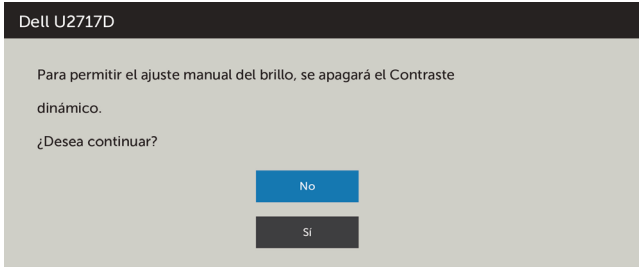 Dell U2717D
Para permitir el ajuste manual del brillo, se apagará el Contraste
dinámico.
¿Desea continuar?
No
Sí